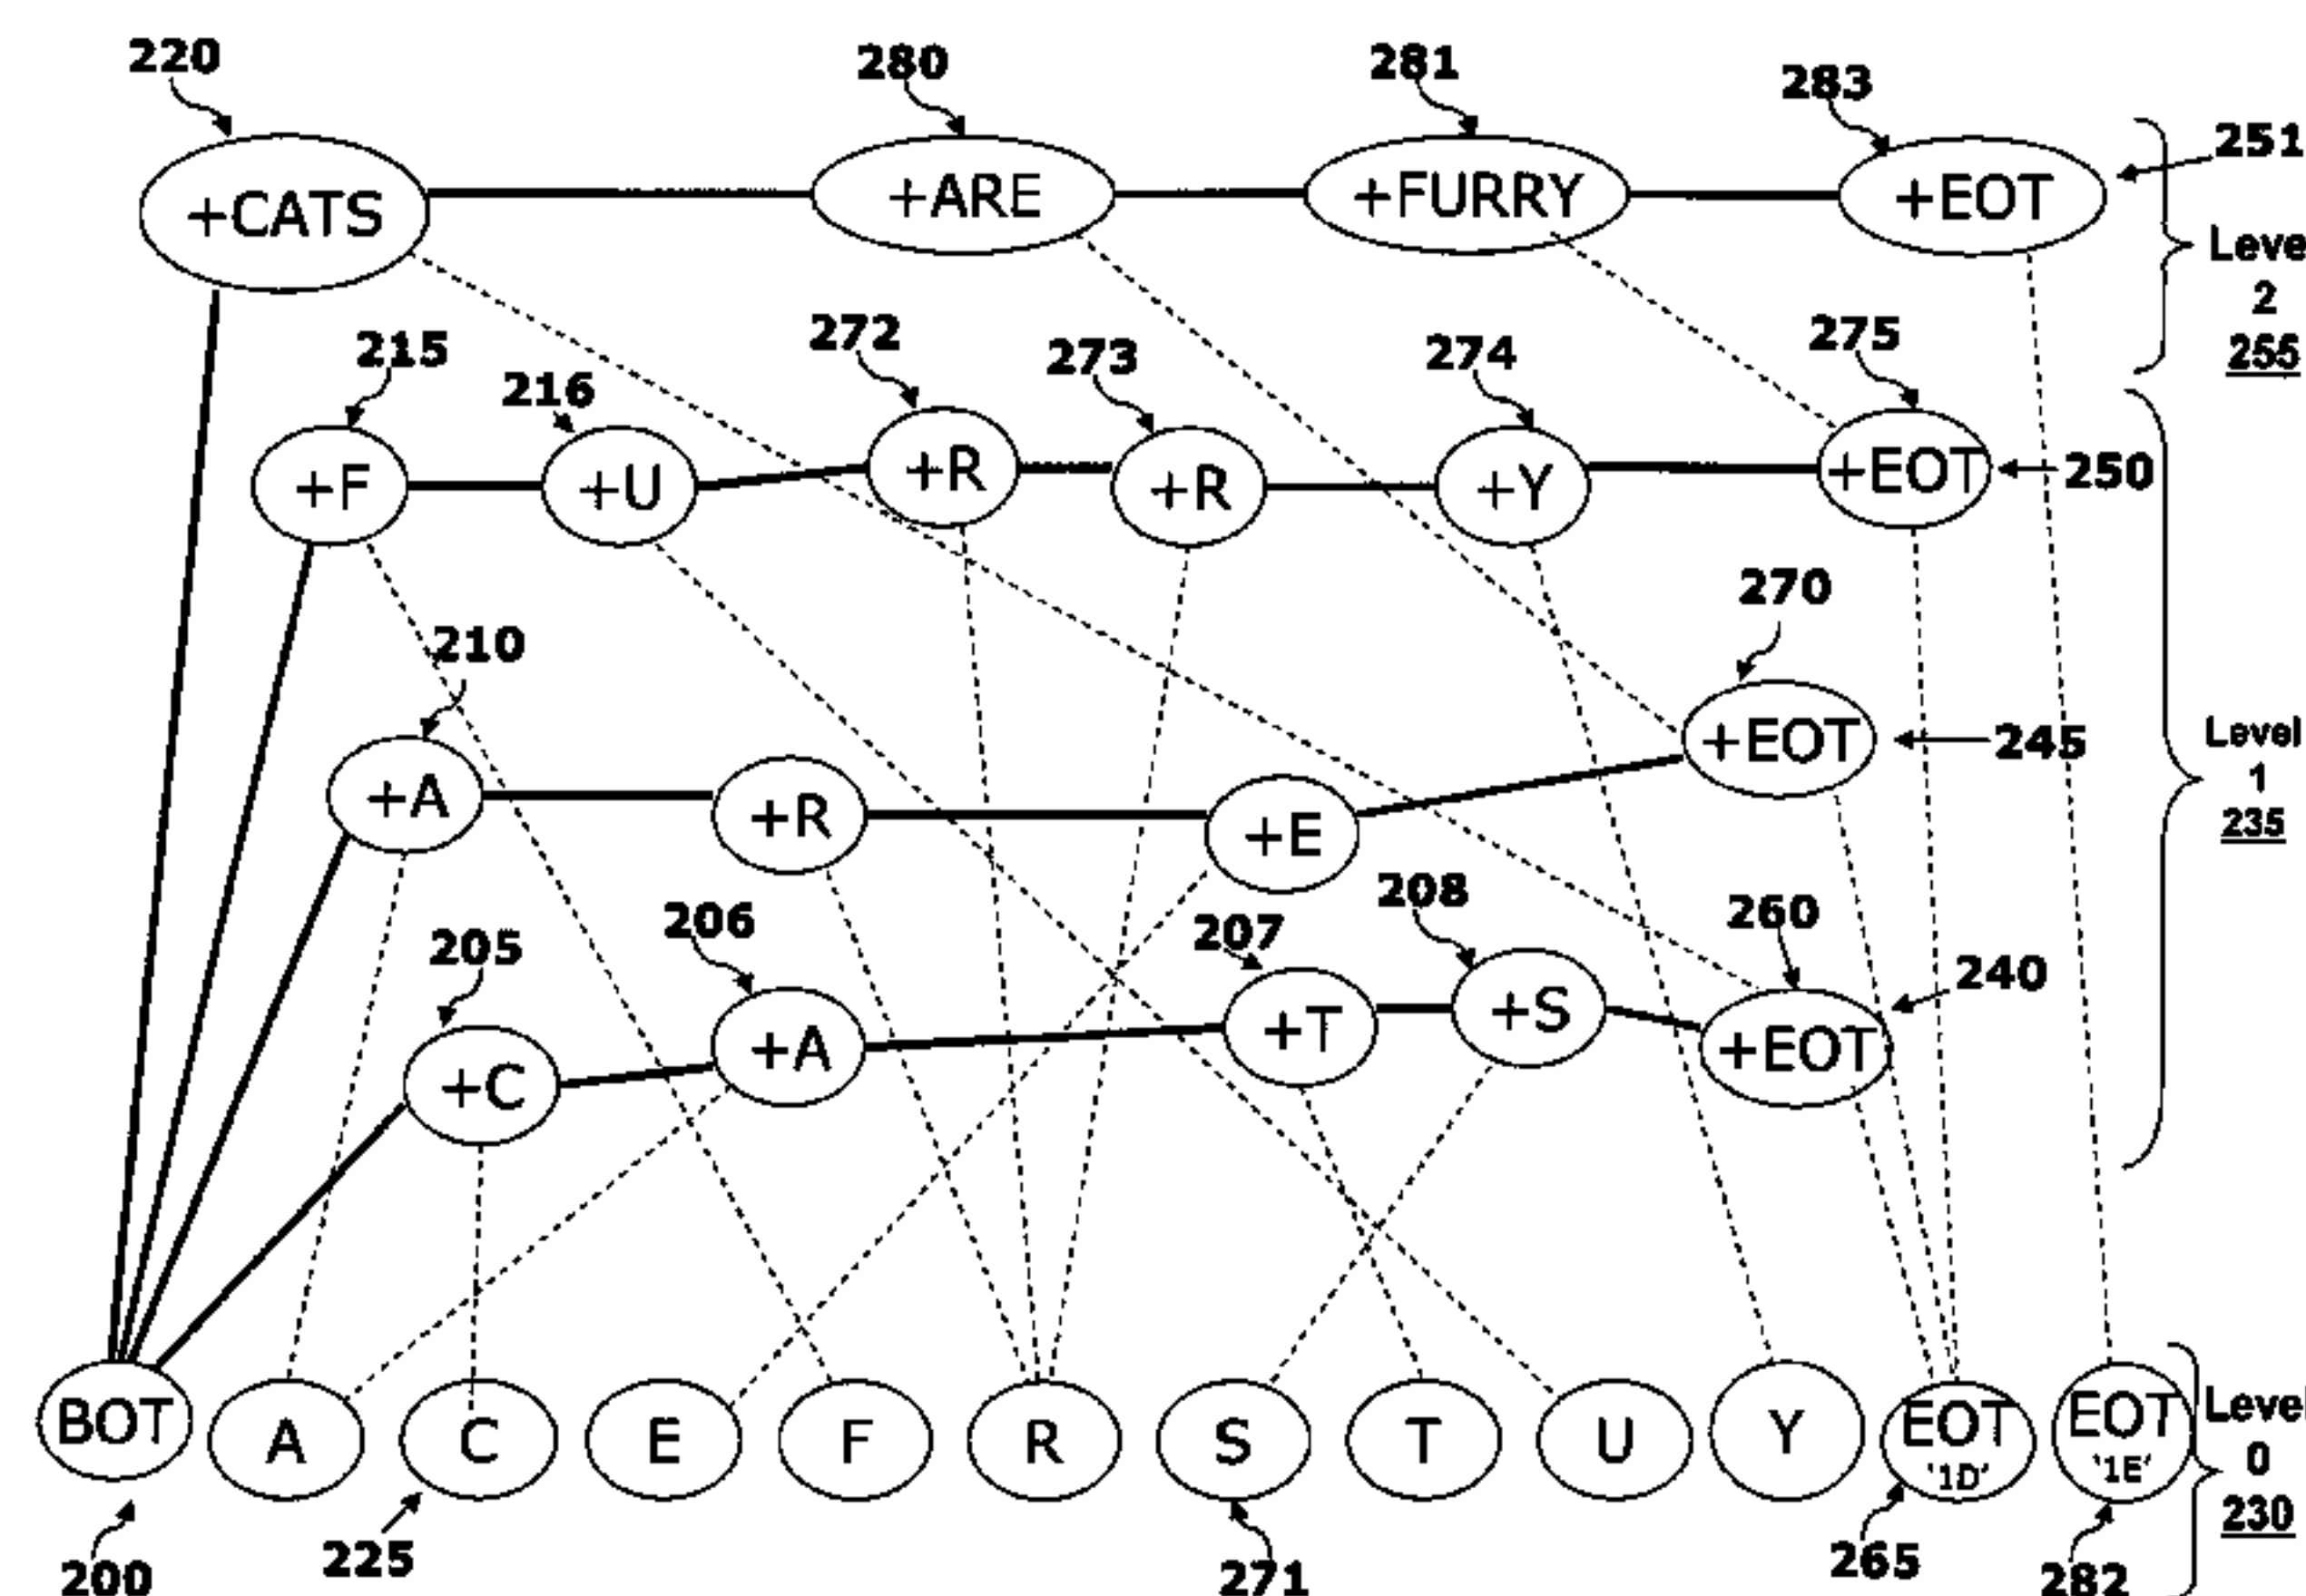 220 280 281 283
251
+CATS +ARE +FURRY +EOT
Leve
2
255
215 216 272 273 274 275
+F +U +R +R +Y +EOT
250
210 270
+A +R +E +EOT
245
Level
1
235
205 206 207 208 260
240
+C +A +T +S +EOT
BOT A C E F R S T U Y EOT '1D' EOT '1E'
Level
0
230
200 225 271 265 282